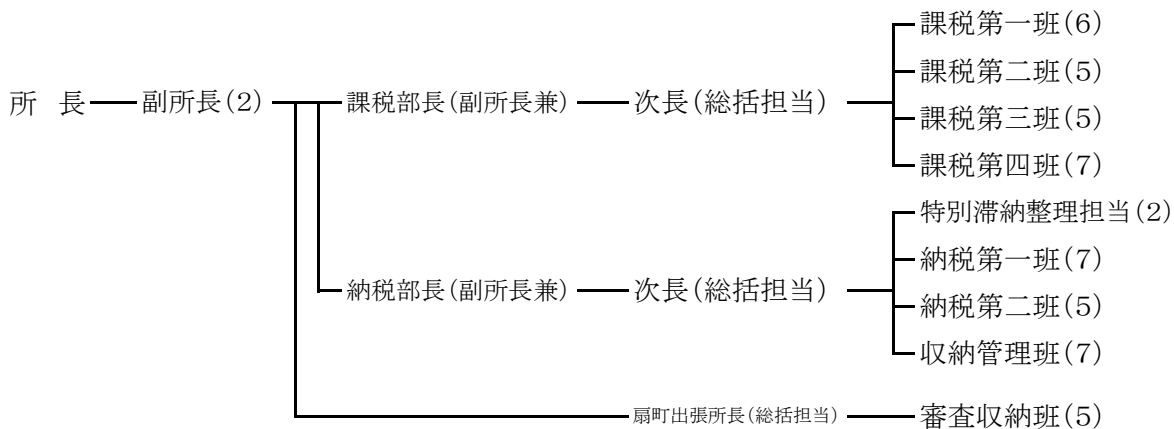 所　長
副所長(2)
課税部長(副所長兼)
次長(総括担当)
課税第一班(6)
課税第二班(5)
課税第三班(5)
課税第四班(7)
納税部長(副所長兼)
次長(総括担当)
特別滞納整理担当(2)
納税第一班(7)
納税第二班(5)
収納管理班(7)
扇町出張所長(総括担当)
審査収納班(5)